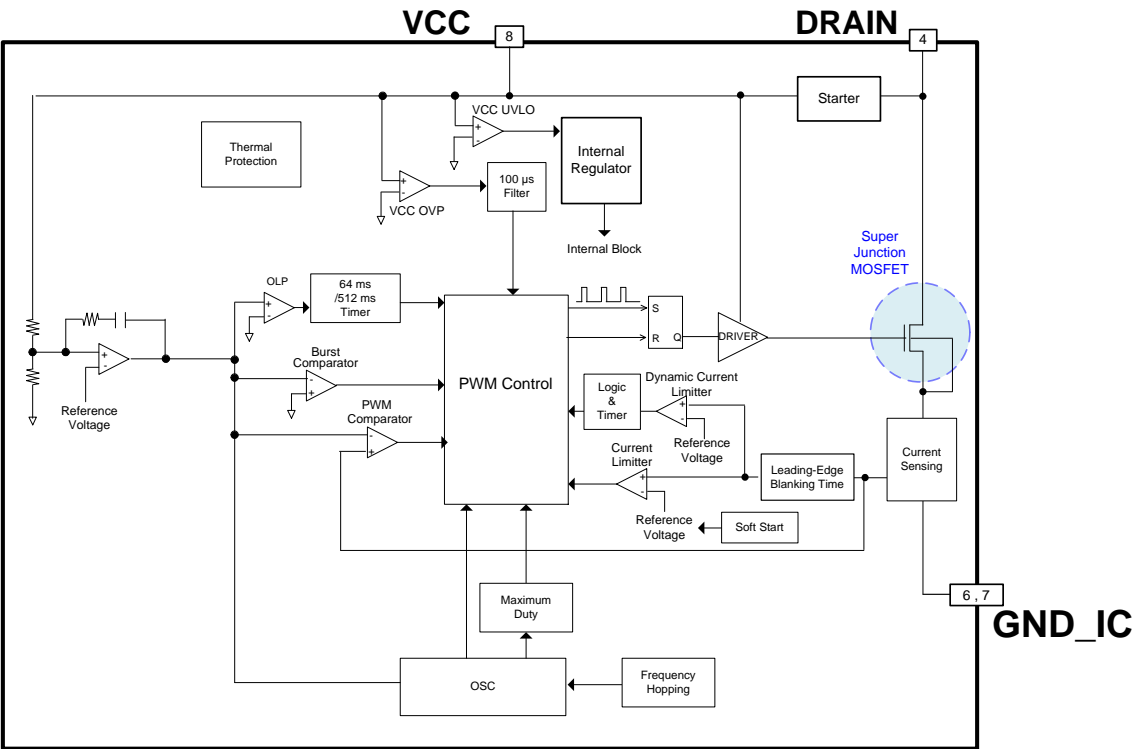 VCC
DRAIN
8
4
Starter
VCC UVLO
+
-
Thermal
Protection
Internal
Regulator
100 µs
Filter
+
-
VCC OVP
Internal Block
Super
Junction
MOSFET
OLP
64 ms
/512 ms
Timer
+
-
S
R
Q
DRIVER
+
-
Reference
Voltage
Burst
Comparator
-
+
PWM Control
PWM
Comparator
-
+
Logic
&
Timer
Dynamic Current
Limitter
+
-
Reference
Voltage
Current
Limitter
+
-
Leading-Edge
Blanking Time
Current
Sensing
Reference
Voltage
Soft Start
Maximum
Duty
6 , 7
GND_IC
OSC
Frequency
Hopping